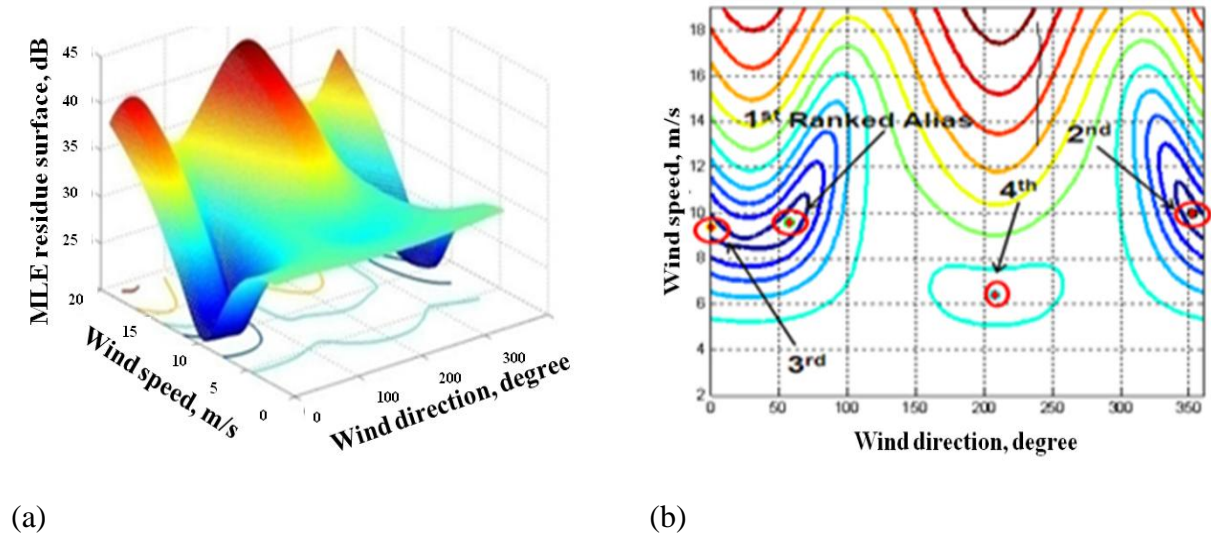 MLE residue surface, dB
45
40
35
30
25
20
20
15
10
5
0
Wind speed, m/s
0
100
200
300
Wind direction, degree
(a)
Wind speed, m/s
18
16
14
12
10
8
6
4
2
0
50
100
150
200
250
300
350
Wind direction, degree
1st Ranked Alias
2nd
4th
3rd
(b)